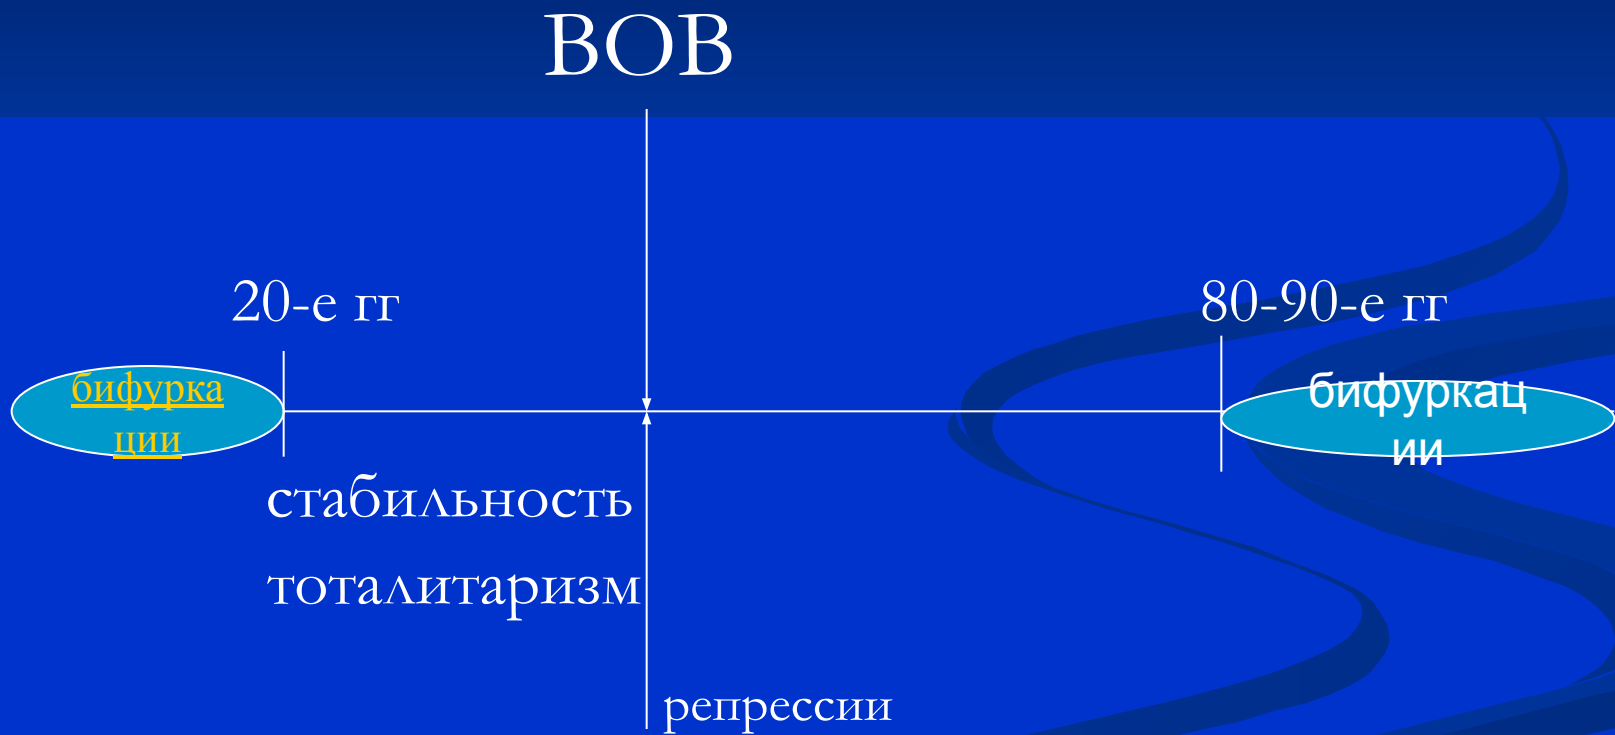 ВОВ
20-е гг
80-90-е гг
бифурка
ции
бифуркац
ии
стабильность
тоталитаризм
репрессии